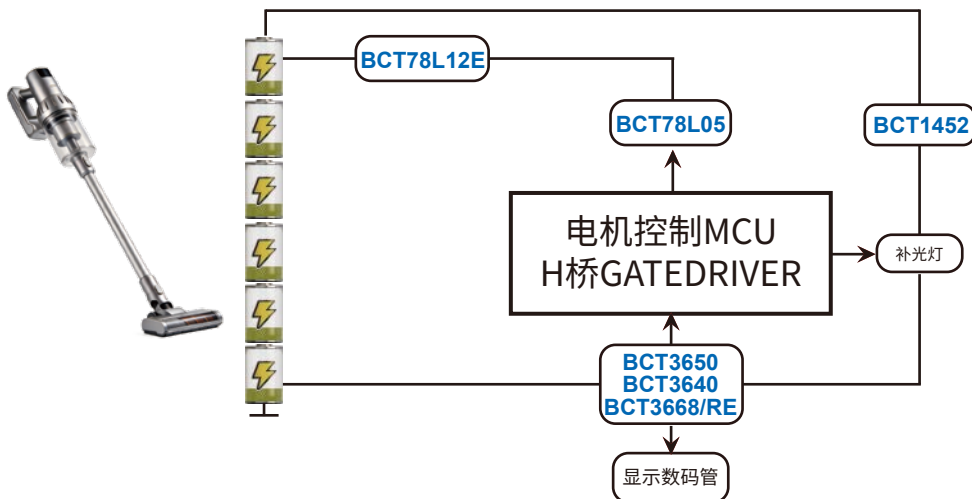 BCT78L12E
BCT78L05
BCT1452
电机控制MCU
H桥GATEDRIVER
补光灯
BCT3650
BCT3640
BCT3668/RE
显示数码管